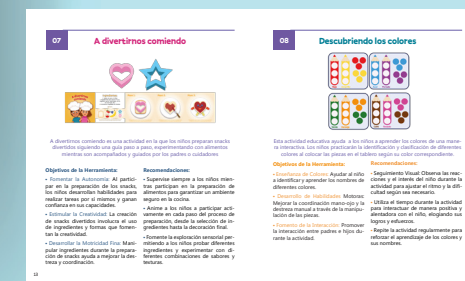 07
A divertirnos comiendo
A divertirnos comiendo es una actividad en la que los niños preparan snacks
divertidos siguiendo una guía paso a paso, experimentando con alimentos
mientras son acompañados y guiados por los padres o cuidadores
Objetivos de la Herramienta:
• Fomentar la Autonomía: Al partici-
par en la preparación de los snacks,
los niños desarrollan habilidades para
realizar tareas por sí mismos y ganan
confianza en sus capacidades.
• Estimular la Creatividad: La creación
de snacks divertidos involucra el uso
de ingredientes y formas que fomen-
tan la creatividad.
• Desarrollar la Motricidad Fina: Mani-
pular ingredientes durante la prepara-
ción de snacks ayuda a mejorar la des-
treza y coordinación.
Recomendaciones:
• Supervise siempre a los niños mien-
tras participan en la preparación de
alimentos para garantizar un ambiente
seguro en la cocina.
• Anime a los niños a participar acti-
vamente en cada paso del proceso de
preparación, desde la selección de in-
gredientes hasta la decoración final.
• Fomente la exploración sensorial per-
mitiendo a los niños probar diferentes
ingredientes y experimentar con di-
ferentes combinaciones de sabores y
texturas.
08
Descubriendo los colores
Esta actividad educativa ayuda a los niños a aprender los colores de una mane-
ra interactiva. Los niños practicarán la identificación y clasificación de diferentes
colores al colocar las piezas en el tablero según su color correspondiente.
Objetivos de la Herramienta:
• Enseñanza de Colores: Ayudar al niño
a identificar y aprender los nombres de
diferentes colores.
• Desarrollo de Habilidades Motoras:
Mejorar la coordinación mano-ojo y la
destreza manual a través de la manipu-
lación de las piezas.
• Fomento de la Interacción: Promover
la interacción entre padres e hijos du-
rante la actividad.
Recomendaciones:
• Seguimiento Visual: Observa las reac-
ciones y el interés del niño durante la
actividad para ajustar el ritmo y la difi-
cultad según sea necesario.
• Utiliza el tiempo durante la actividad
para interactuar de manera positiva y
alentadora con el niño, elogiando sus
logros y esfuerzos.
• Repite la actividad regularmente para
reforzar el aprendizaje de los colores y
sus nombres.